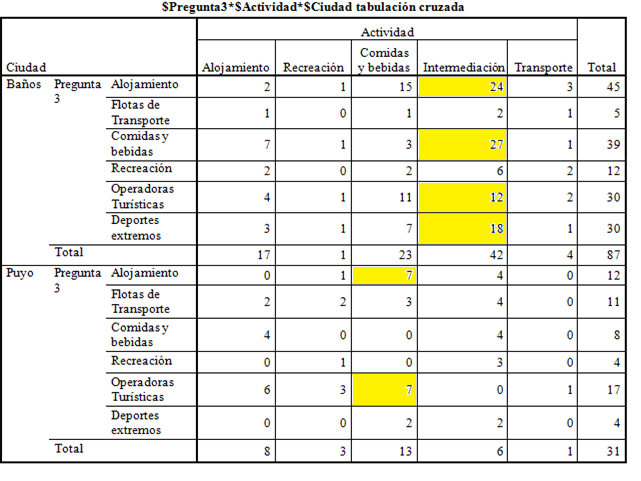 $Pregunta3*$Actividad*$Ciudad tabulación cruzada
Actividad
Ciudad Alojamiento Recreación Comidas y bebidas Intermediación Transporte Total
Baños Pregunta 3 Alojamiento 2 1 15 24 3 45
Flotas de Transporte 1 0 1 2 1 5
Comidas y bebidas 7 1 3 27 1 39
Recreación 2 0 2 6 2 12
Operadoras Turísticas 4 1 11 12 2 30
Deportes extremos 3 1 7 18 1 30
Total 17 1 23 42 4 87
Puyo Pregunta 3 Alojamiento 0 1 7 4 0 12
Flotas de Transporte 2 2 3 4 0 11
Comidas y bebidas 4 0 0 4 0 8
Recreación 0 1 0 3 0 4
Operadoras Turísticas 6 3 7 0 1 17
Deportes extremos 0 0 2 2 0 4
Total 8 3 13 6 1 31